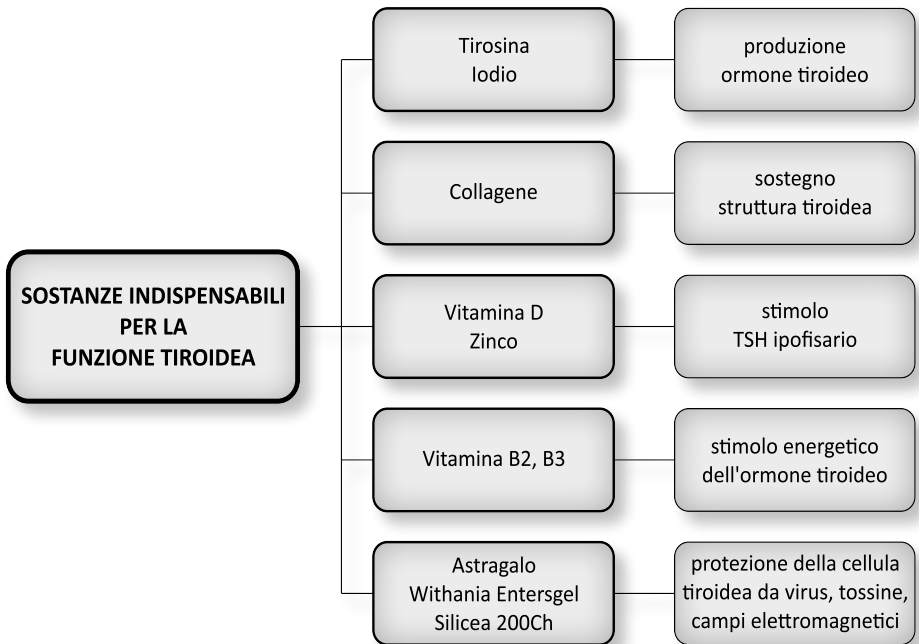 SOSTANZE INDISPENSABILI
PER LA
FUNZIONE TIROIDEA
Tirosina
Iodio
produzione
ormone tiroideo
Collagene
sostegno
struttura tiroidea
Vitamina D
Zinco
stimolo
TSH ipofisario
Vitamina B2, B3
stimolo energetico
dell'ormone tiroideo
Astragalo
Withania Entersgel
Silicea 200Ch
protezione della cellula
tiroidea da virus, tossine,
campi elettromagnetici